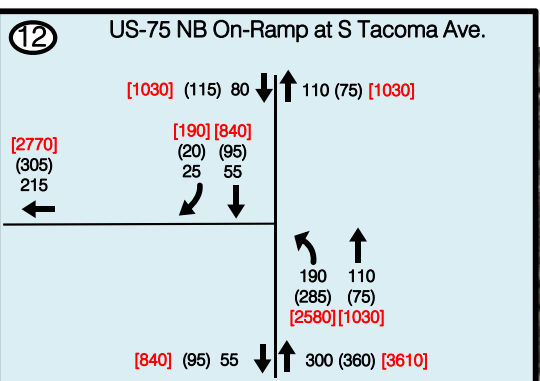 12 US-75 NB On-Ramp at S Tacoma Ave.
[1030] (115) 80 110 (75) [1030]
[190] [840]
[2770] (20) (95)
(305) 25 55
215
190 110
(285) (75)
[2580] [1030]
[840] (95) 55 300 (360) [3610]